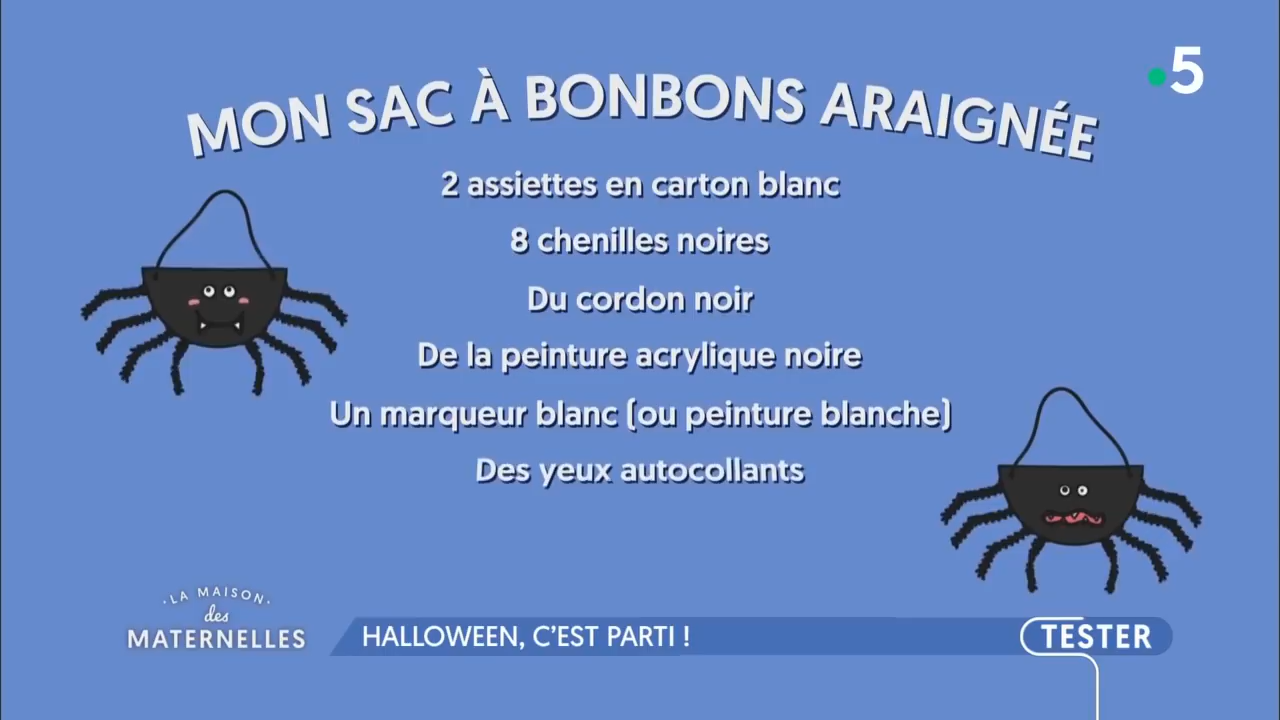 5
MON SAC À BONBONS ARAIGNÉE
2 assiettes en carton blanc
8 chenilles noires
Du cordon noir
De la peinture acrylique noire
Un marqueur blanc (ou peinture blanche)
Des yeux autocollants
LA MAISON
des
MATERNELLES
HALLOWEEN, C'EST PARTI !
TESTER